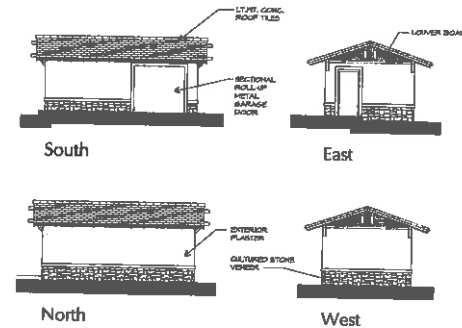 LT.WT. CONC.
ROOF TILES
LOUVER BOAR
SECTIONAL
ROLL-UP
METAL
GARAGE
DOOR
South
East
EXTERIOR
PLASTER
CULTURED STONE
VENEER
North
West